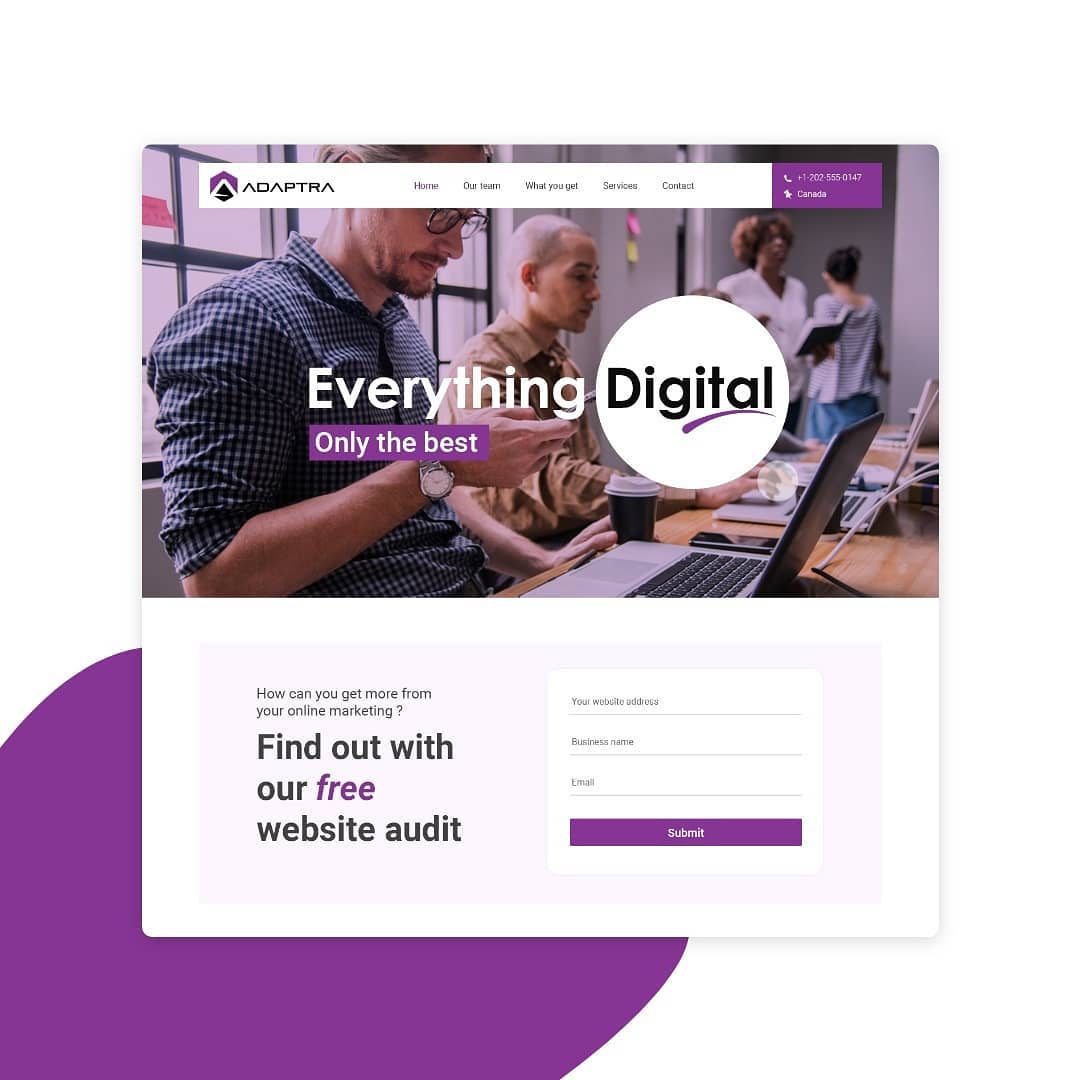 ADAPTRA
Home Our team What you get Services Contact
+1-202-555-0147
Canada
Everything Digital
Only the best
How can you get more from
your online marketing ?
Find out with
our free
website audit
Your website address
Business name
Email
Submit